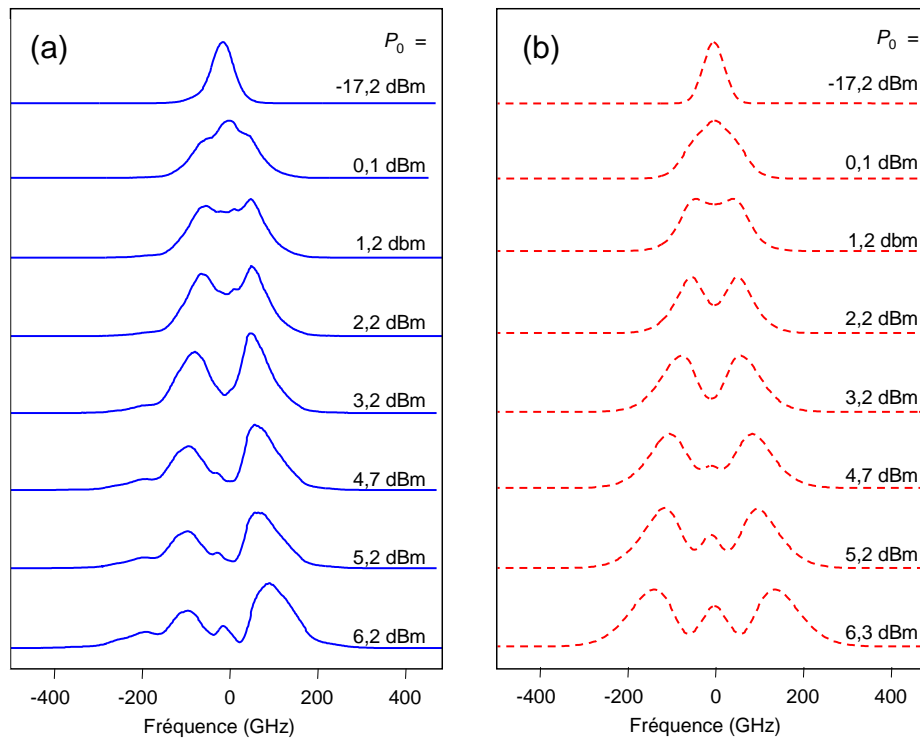 (a)
P0 =
-17,2 dBm
0,1 dBm
1,2 dbm
2,2 dBm
3,2 dBm
4,7 dBm
5,2 dBm
6,2 dBm
-400 -200 0 200 400
Fréquence (GHz)
(b)
P0 =
-17,2 dBm
0,1 dBm
1,2 dBm
2,2 dBm
3,2 dBm
4,7 dBm
5,2 dBm
6,3 dBm
-400 -200 0 200 400
Fréquence (GHz)